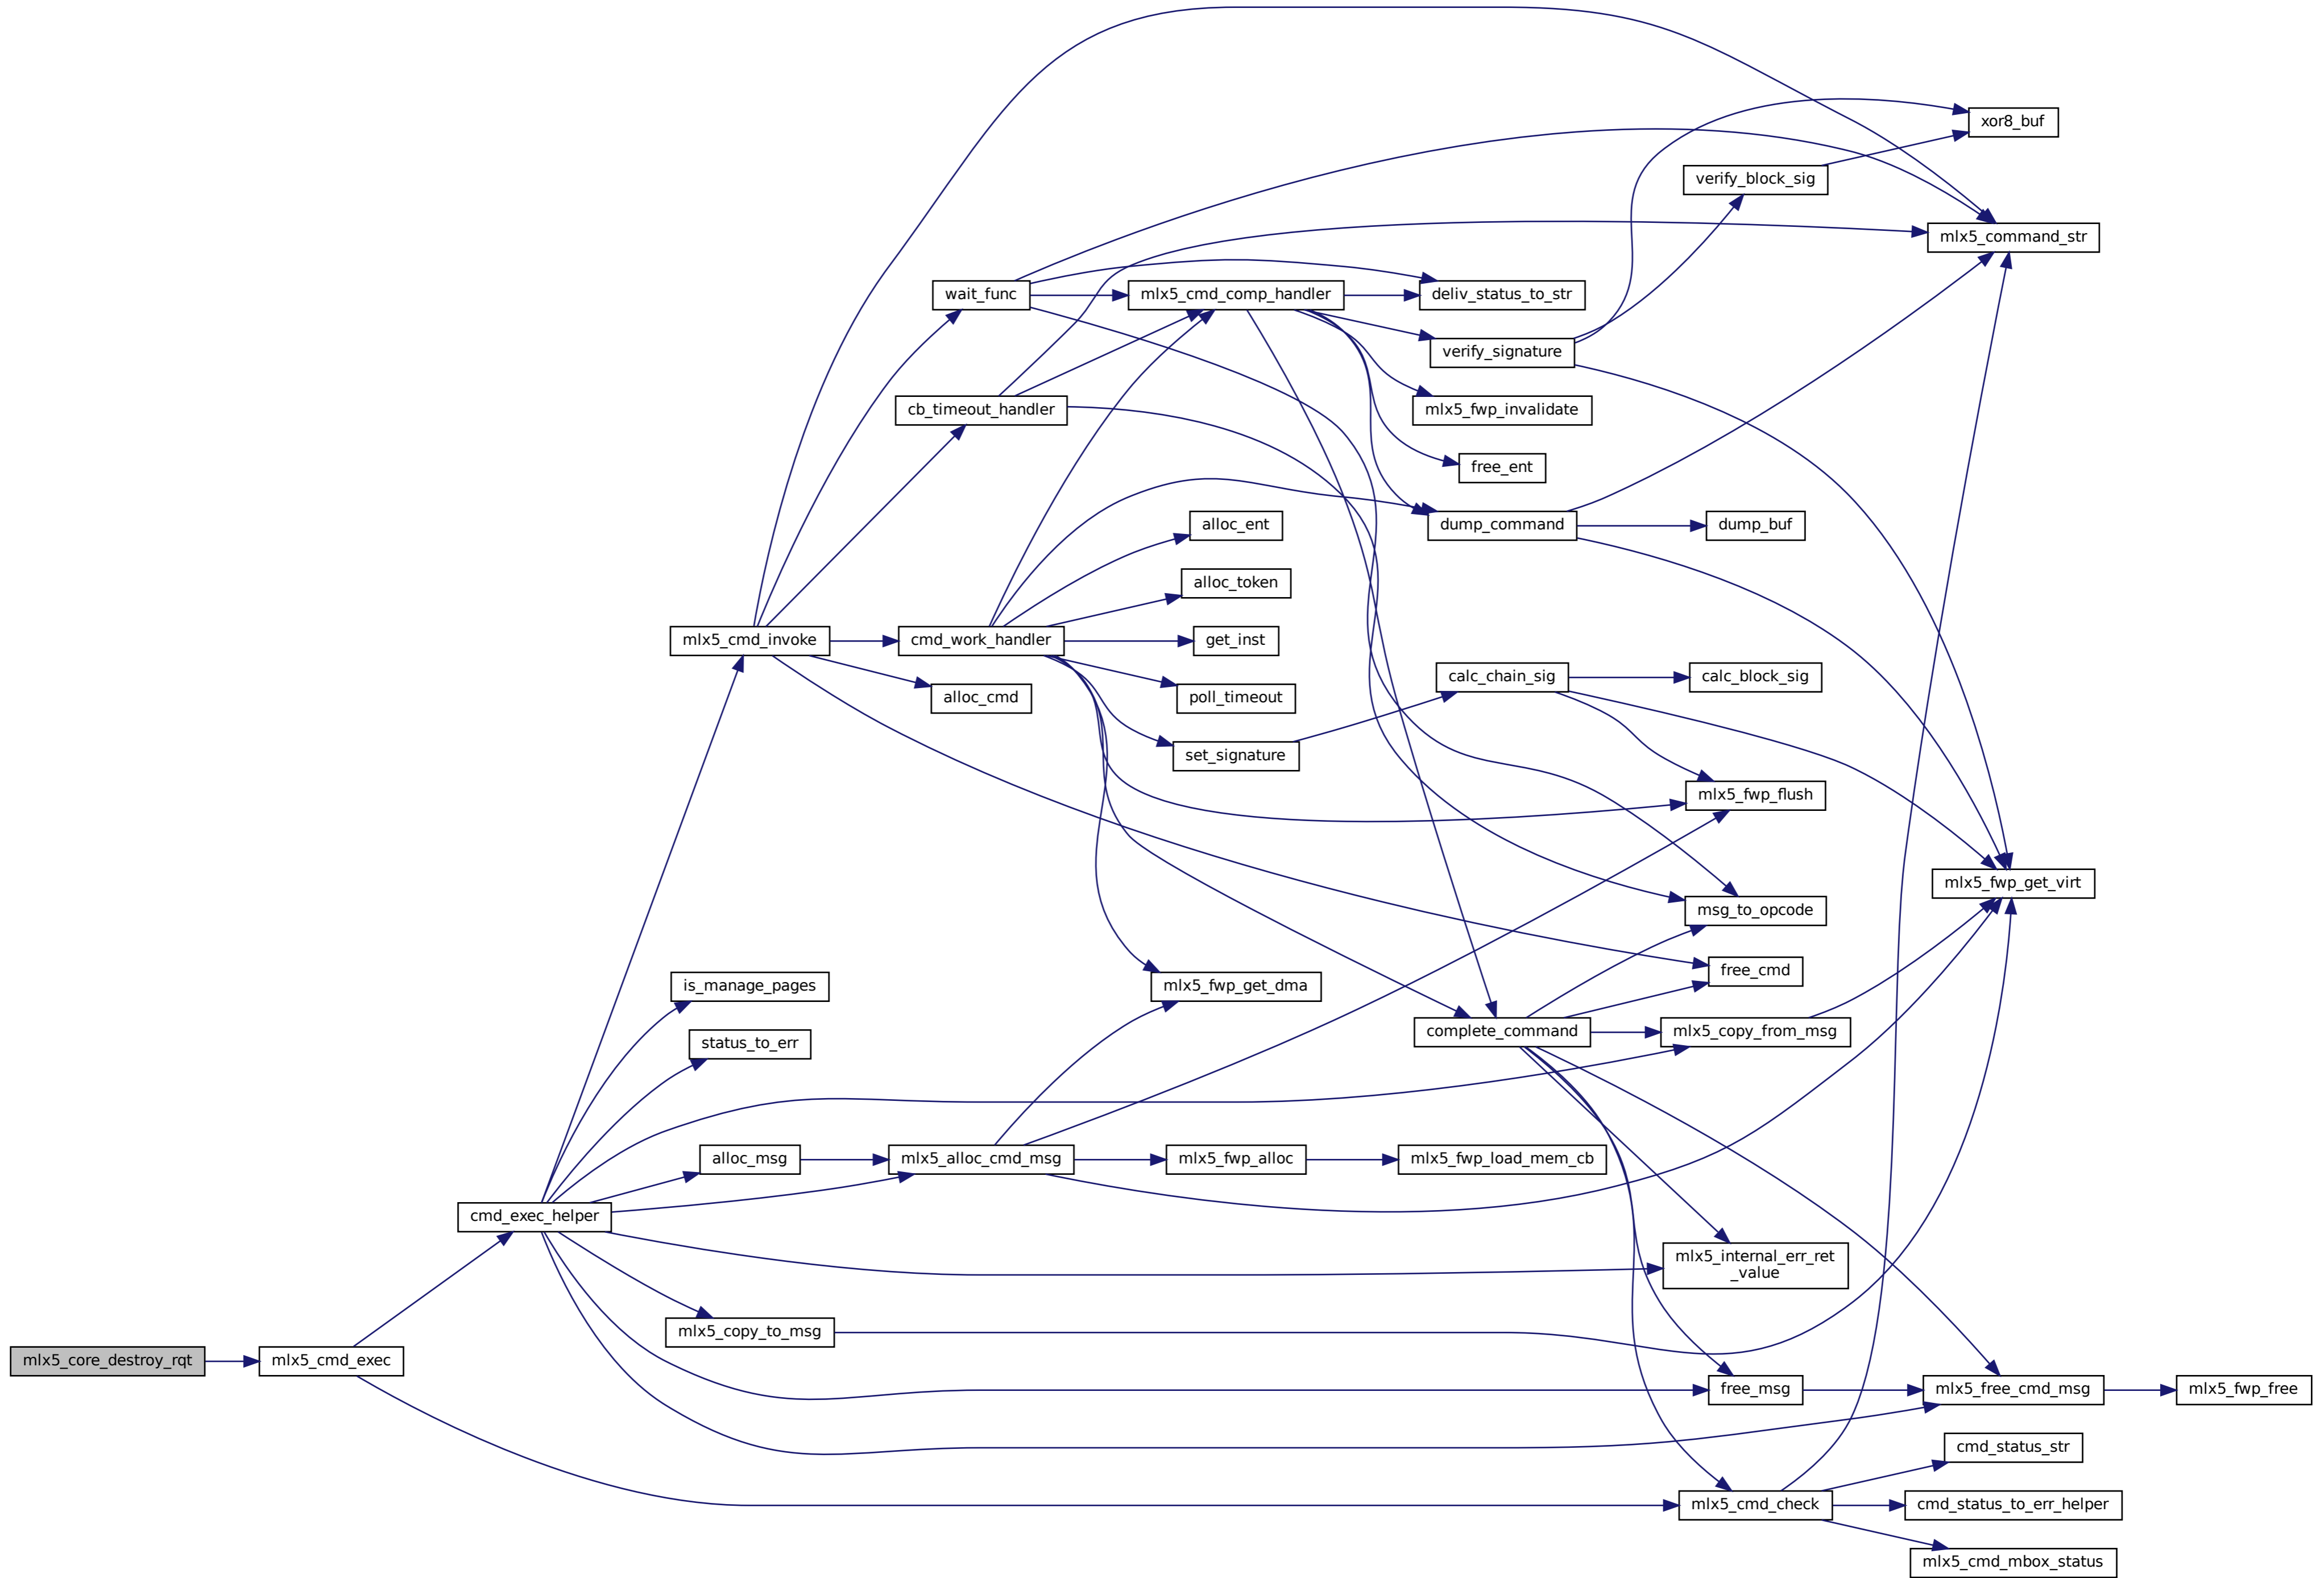 xor8_buf
verify_block_sig
mlx5_command_str
wait_func
mlx5_cmd_comp_handler
deliv_status_to_str
verify_signature
cb_timeout_handler
mlx5_fwp_invalidate
free_ent
alloc_ent
dump_command
dump_buf
alloc_token
mlx5_cmd_invoke
cmd_work_handler
get_inst
calc_chain_sig
calc_block_sig
alloc_cmd
poll_timeout
set_signature
mlx5_fwp_flush
mlx5_fwp_get_virt
msg_to_opcode
free_cmd
is_manage_pages
mlx5_fwp_get_dma
status_to_err
complete_command
mlx5_copy_from_msg
alloc_msg
mlx5_alloc_cmd_msg
mlx5_fwp_alloc
mlx5_fwp_load_mem_cb
cmd_exec_helper
mlx5_internal_err_ret
_value
mlx5_copy_to_msg
mlx5_core_destroy_rqt
mlx5_cmd_exec
free_msg
mlx5_free_cmd_msg
mlx5_fwp_free
cmd_status_str
mlx5_cmd_check
cmd_status_to_err_helper
mlx5_cmd_mbox_status